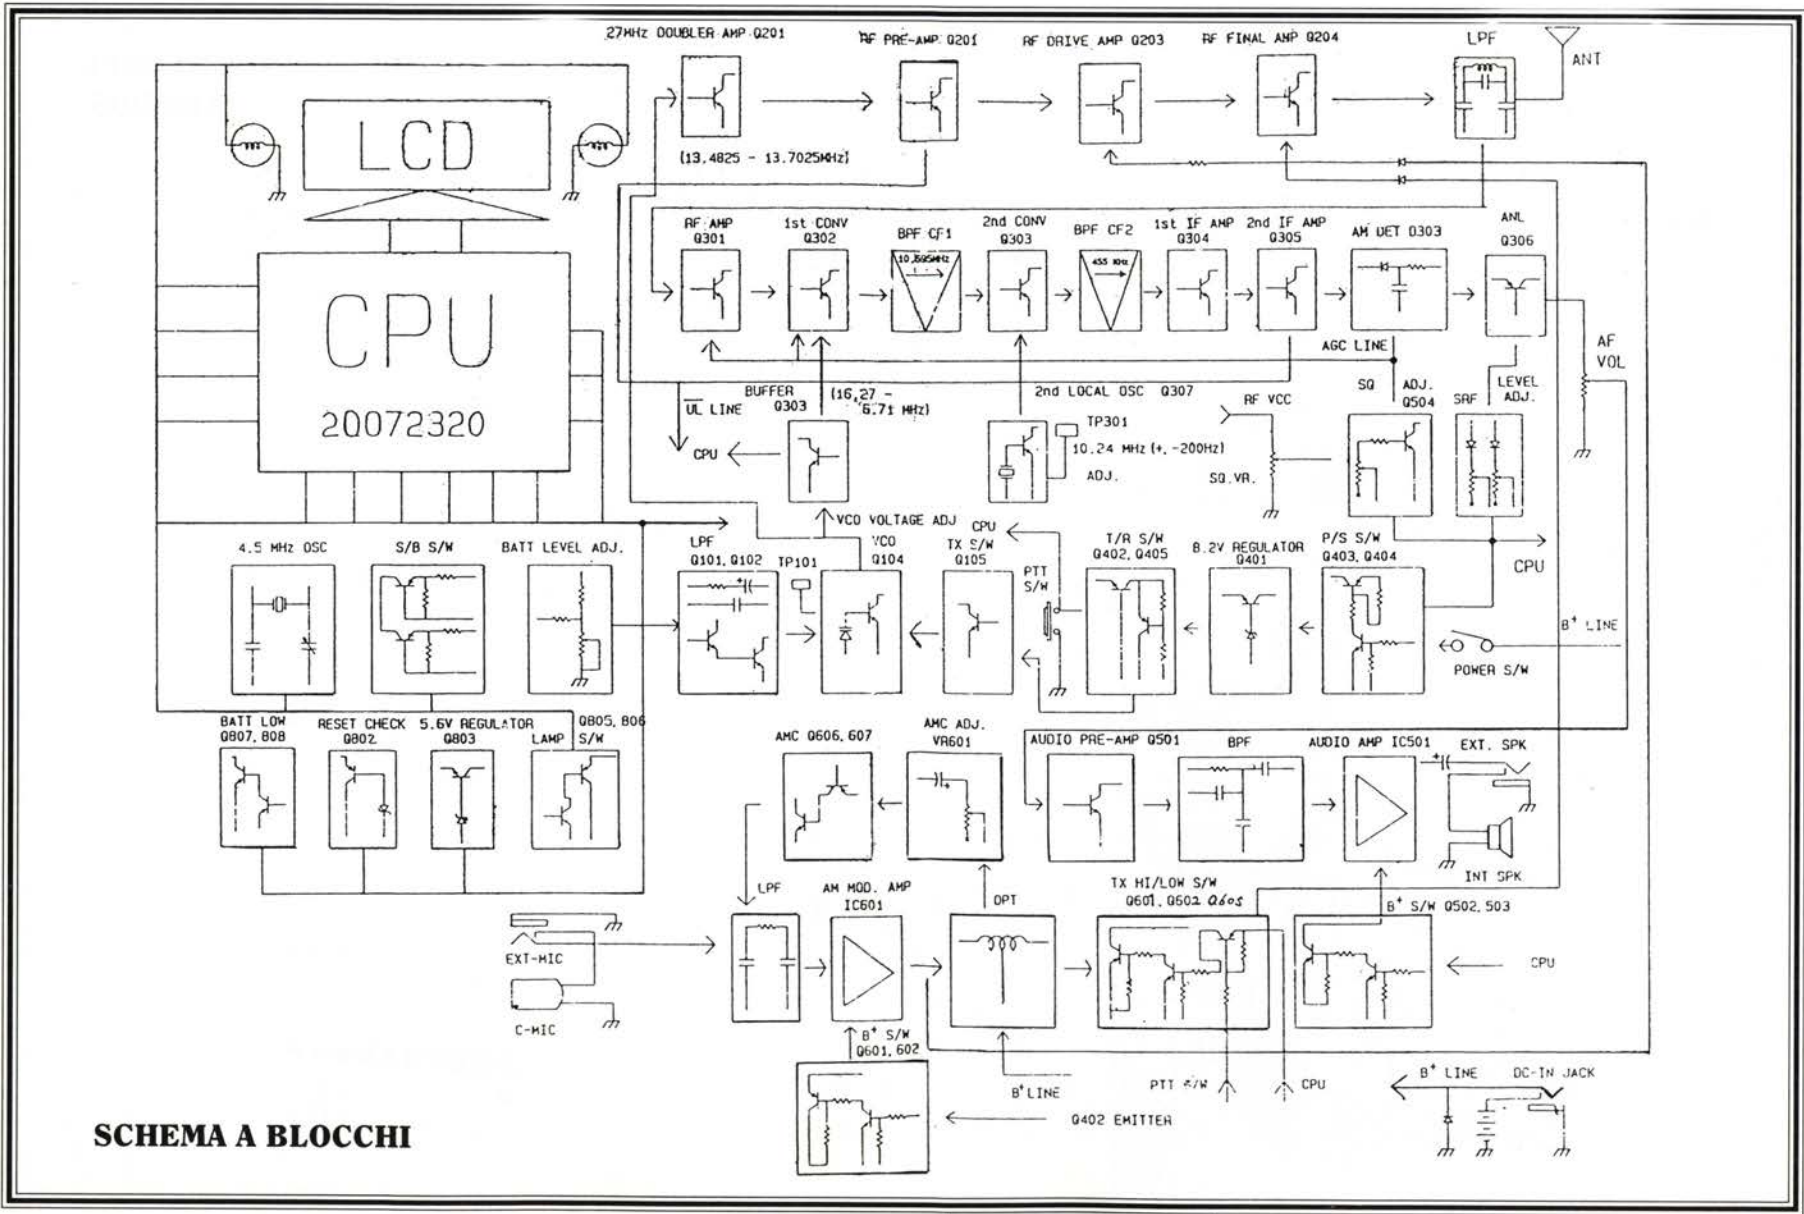 27MHz DOUBLER AMP Q201
RF PRE-AMP Q201
RF DRIVE AMP Q203
RF FINAL AMP Q204
LPF
ANT
LCD
(13.4825 - 13.7025MHz)
RF AMP
Q301
1st CONV
Q302
BPF CF1
10,695MHz
2nd CONV
Q303
BPF CF2
455 KHz
1st IF AMP
Q304
2nd IF AMP
Q305
AM DET D303
ANL
Q306
CPU
20072320
AGC LINE
AF
VOL
BUFFER
Q303
(16,27 -
6.71 MHz)
UL LINE
CPU
2nd LOCAL OSC Q307
TP301
10.24 MHz (+, -200Hz)
ADJ.
RF VCC
SQ.VR.
SQ ADJ.
Q504
SRF
LEVEL
ADJ.
CPU
4.5 MHz OSC
S/B S/W
BATT LEVEL ADJ.
LPF
Q101, Q102
TP101
VCO VOLTAGE ADJ
VCO
Q104
TX S/W
Q105
CPU
PTT
S/W
T/R S/W
Q402, Q405
8.2V REGULATOR
Q401
P/S S/W
Q403, Q404
B+ LINE
POWER S/W
BATT LOW
Q807, 808
RESET CHECK
Q802
5.6V REGULATOR
Q803
LAMP S/W
Q805, 806
AMC Q606, 607
AMC ADJ.
VR601
AUDIO PRE-AMP Q501
BPF
AUDIO AMP IC501
EXT. SPK
INT SPK
LPF
AM MOD. AMP
IC601
OPT
TX HI/LOW S/W
Q601, Q602 Q605
B+ S/W Q502, 503
CPU
EXT-MIC
C-MIC
B+ S/W
Q601, 602
B+ LINE
PTT S/W
CPU
B+ LINE
DC-IN JACK
Q402 EMITTER
SCHEMA A BLOCCHI